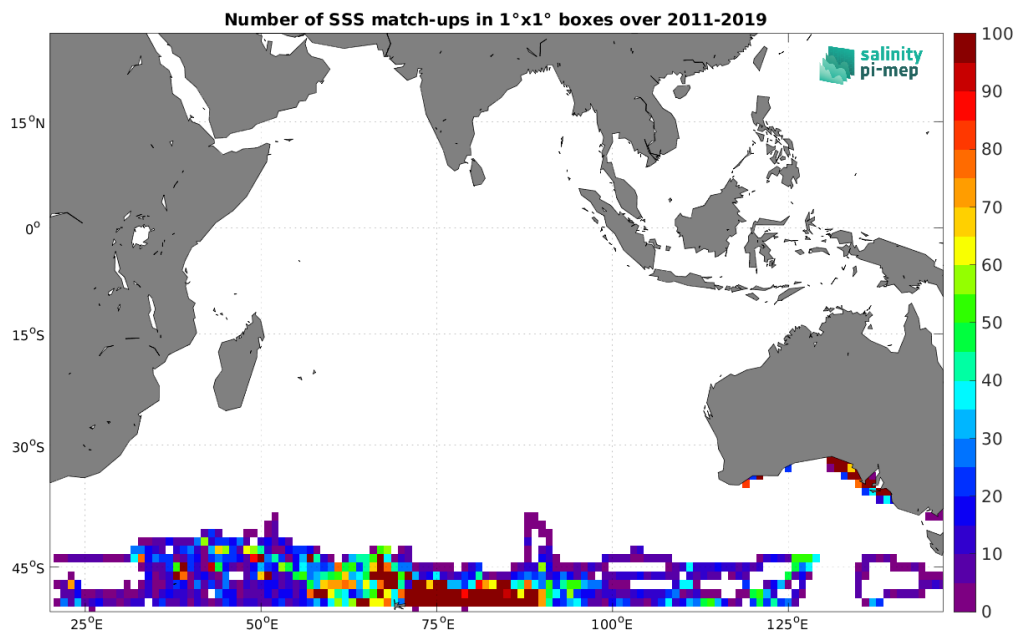 Number of SSS match-ups in 1°x1° boxes over 2011-2019
salinity
pi-mep
100
90
80
70
60
50
40
30
20
10
0
15°N
0°
15°S
30°S
45°S
25°E
50°E
75°E
100°E
125°E